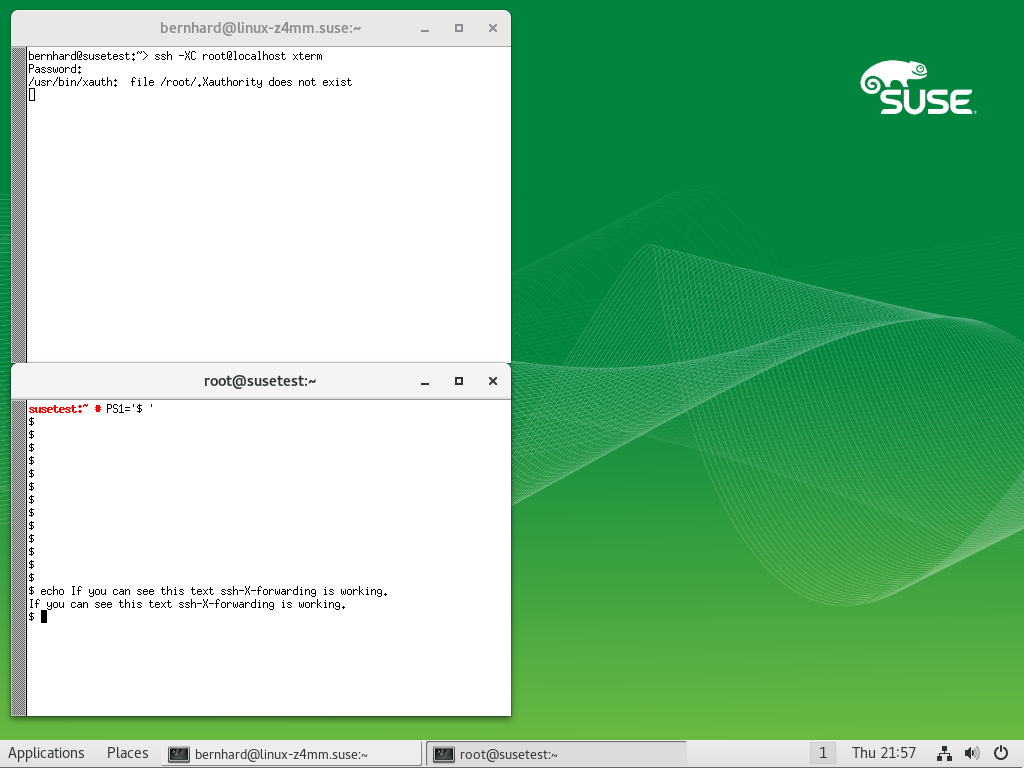 bernhard@linux-z4mm.suse:~
bernhard@susetest:~> ssh -XC root@localhost xterm
Password:
/usr/bin/xauth:  file /root/.Xauthority does not exist
SUSE
root@susetest:~
susetest:~ # PS1='$ '
$
$
$
$
$
$
$
$
$
$
$
$
$
$ echo If you can see this text ssh-X-forwarding is working.
If you can see this text ssh-X-forwarding is working.
$
Applications Places bernhard@linux-z4mm.suse:~ root@susetest:~ 1 Thu 21:57